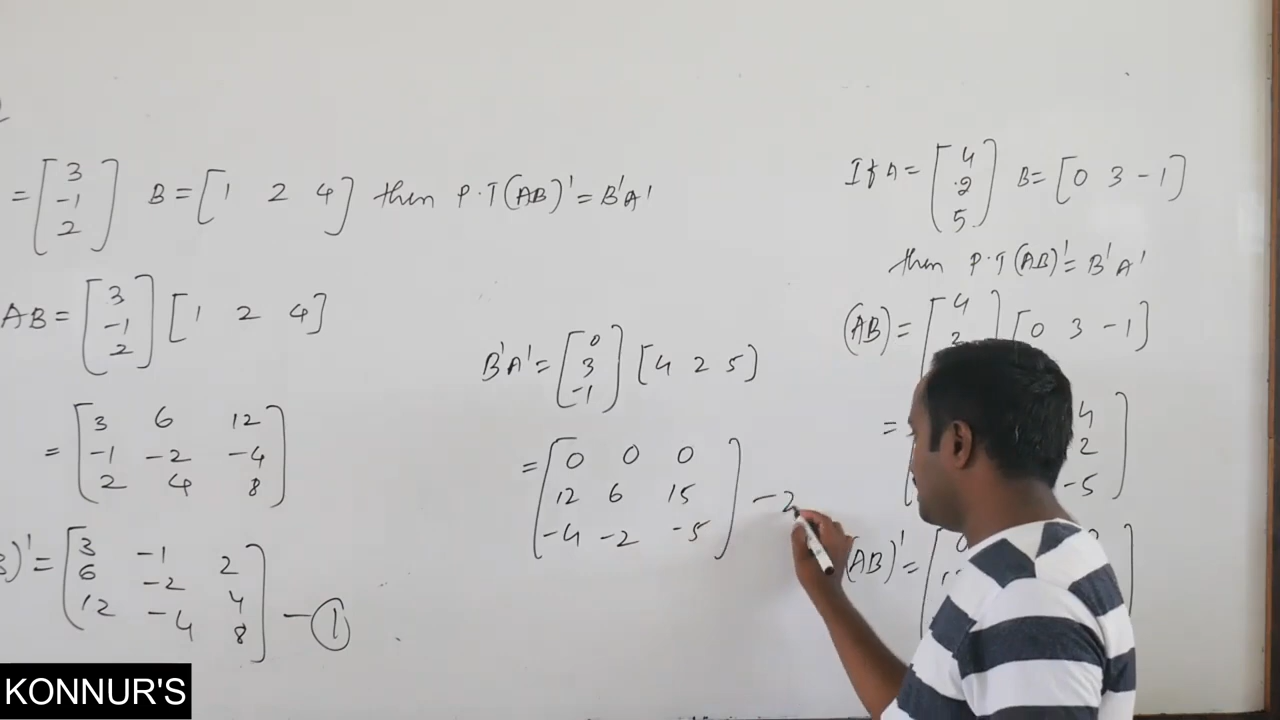 = [3 -1 2] B = [1 2 4] then P.T (AB)' = B'A'
AB = [3 -1 2] [1 2 4]
= [3 6 12
-1 -2 -4
2 4 8]
)' = [3 -1 2
6 -2 4
12 -4 8] — ①
B'A' = [0 3 -1] [4 2 5]
= [0 0 0
12 6 15
-4 -2 -5] — 2
If A = [4 2 5] B = [0 3 -1]
then P.T (AB)' = B'A'
(AB) = [4 2 [0 3 -1]
= [ 4
2
-5]
(AB)' = [0
KONNUR'S